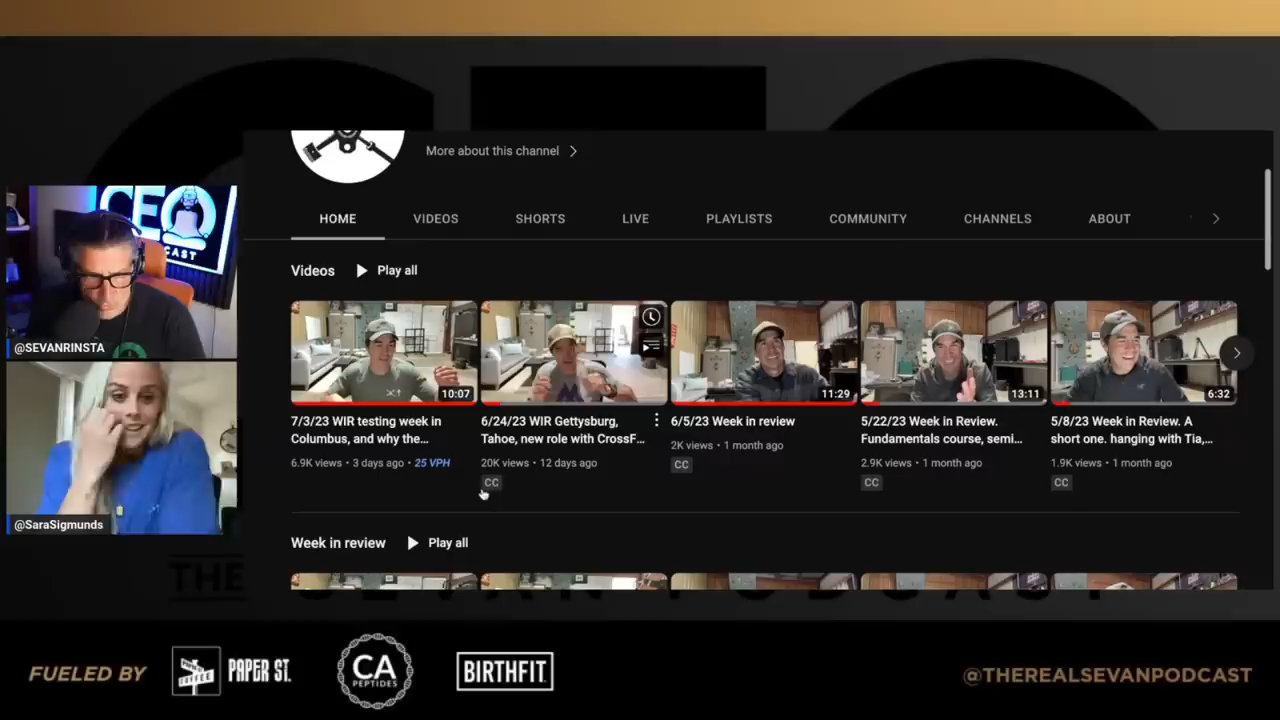 More about this channel
HOME
VIDEOS
SHORTS
LIVE
PLAYLISTS
COMMUNITY
CHANNELS
ABOUT
Videos
Play all
10:07
11:29
13:11
6:32
7/3/23 WIR testing week in
Columbus, and why the...
6.9K views • 3 days ago • 25 VPH
6/24/23 WIR Gettysburg,
Tahoe, new role with CrossF...
20K views • 12 days ago
CC
6/5/23 Week in review
2K views • 1 month ago
CC
5/22/23 Week in Review.
Fundamentals course, semi...
2.9K views • 1 month ago
CC
5/8/23 Week in Review. A
short one. hanging with Tia,...
1.9K views • 1 month ago
CC
Week in review
Play all
CEO
CAST
@SEVANRINSTA
@SaraSigmunds
THE
SEVAN PODCAST
FUELED BY
PAPER ST.
CA
PEPTIDES
BIRTHFIT
@THEREALSEVANPODCAST